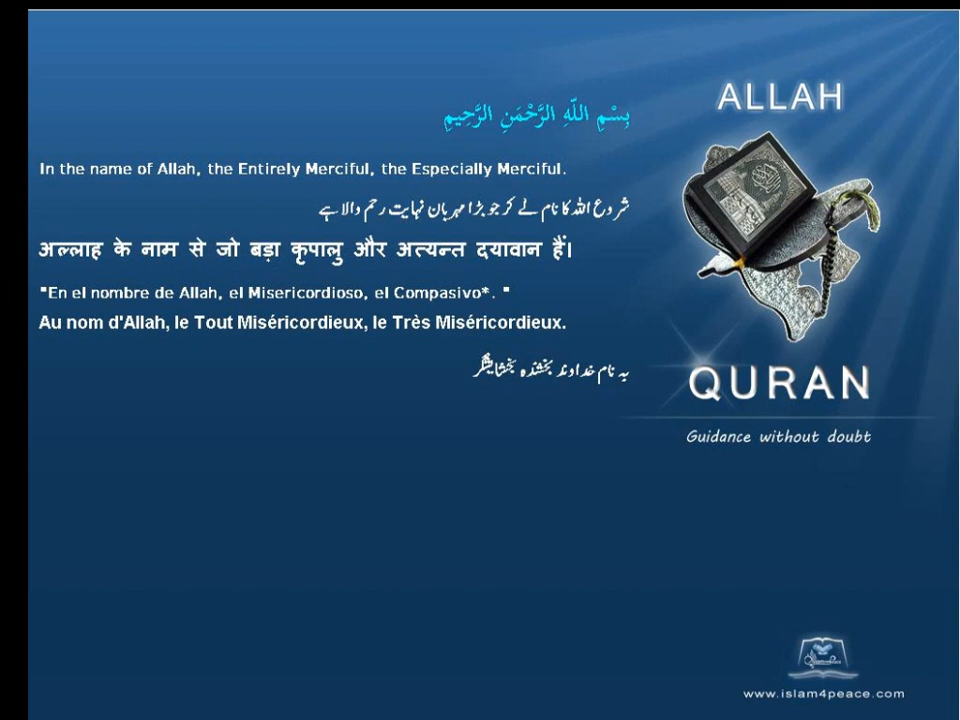 بِسْمِ اللّهِ الرَّحْمَنِ الرَّحِيمِ
In the name of Allah, the Entirely Merciful, the Especially Merciful.
شروع اللہ کا نام لے کر جو بڑا مہربان نہایت رحم والا ہے
अल्लाह के नाम से जो बड़ा कृपालु और अत्यन्त दयावान हैं।
"En el nombre de Allah, el Misericordioso, el Compasivo*. "
Au nom d'Allah, le Tout Miséricordieux, le Très Miséricordieux.
به نام خداوند بخشنده بخشایشگر
ALLAH
QURAN
Guidance without doubt
www.islam4peace.com